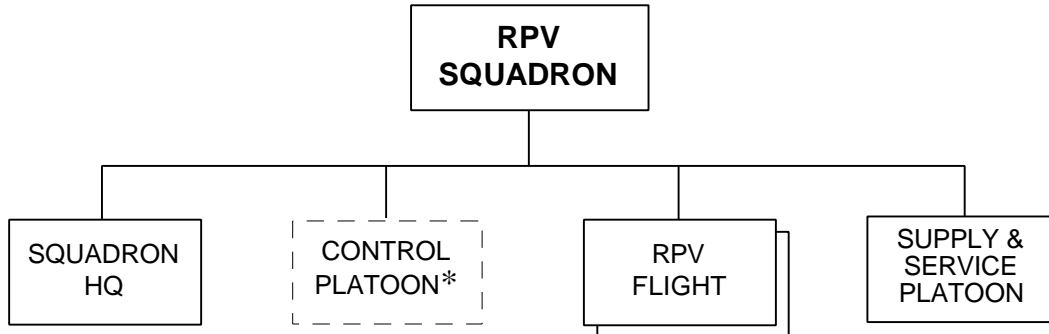 RPV
SQUADRON
SQUADRON
HQ
CONTROL
PLATOON*
RPV
FLIGHT
SUPPLY &
SERVICE
PLATOON